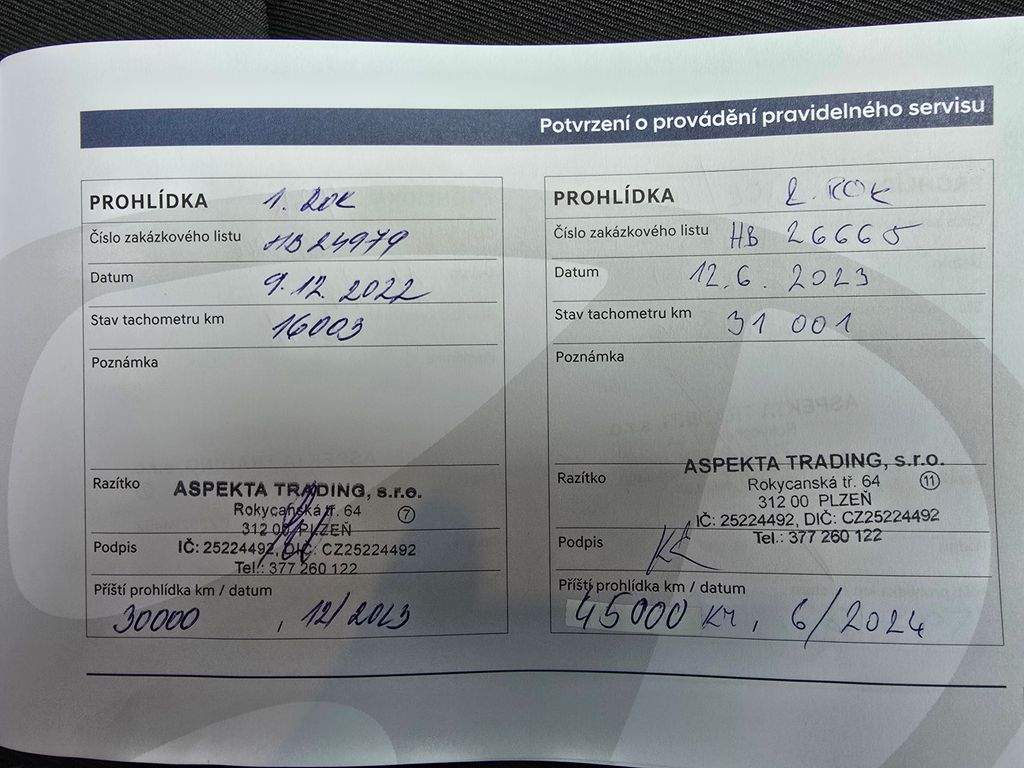 Potvrzení o provádění pravidelného servisu
PROHLÍDKA 1. ROK
Číslo zakázkového listu HB24979
Datum 9.12.2022
Stav tachometru km 16003
Poznámka
Razítko ASPEKTA TRADING, s.r.o.
Rokycanská tř. 64 7
312 00 PLZEŇ
Podpis IČ: 25224492, DIČ: CZ25224492
Tel.: 377 260 122
Příští prohlídka km / datum
30000 , 12/2023
PROHLÍDKA 2. ROK
Číslo zakázkového listu HB 26665
Datum 12.6.2023
Stav tachometru km 31 001
Poznámka
Razítko ASPEKTA TRADING, s.r.o.
Rokycanská tř. 64 11
312 00 PLZEŇ
IČ: 25224492, DIČ: CZ25224492
Podpis Tel.: 377 260 122
Příští prohlídka km / datum
45000 KM, 6/2024